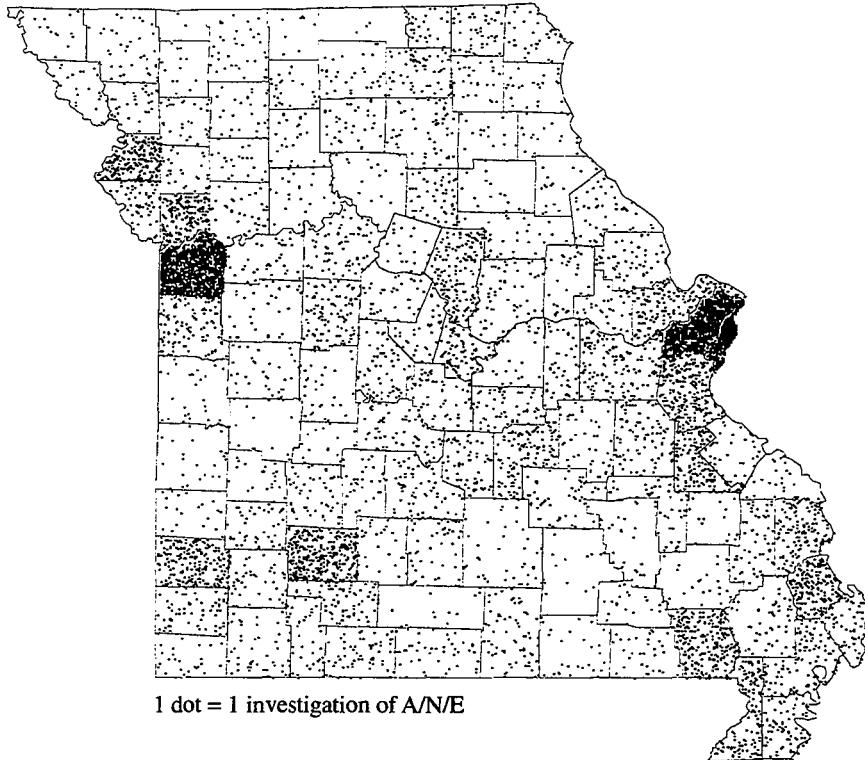 1 dot = 1 investigation of A/N/E